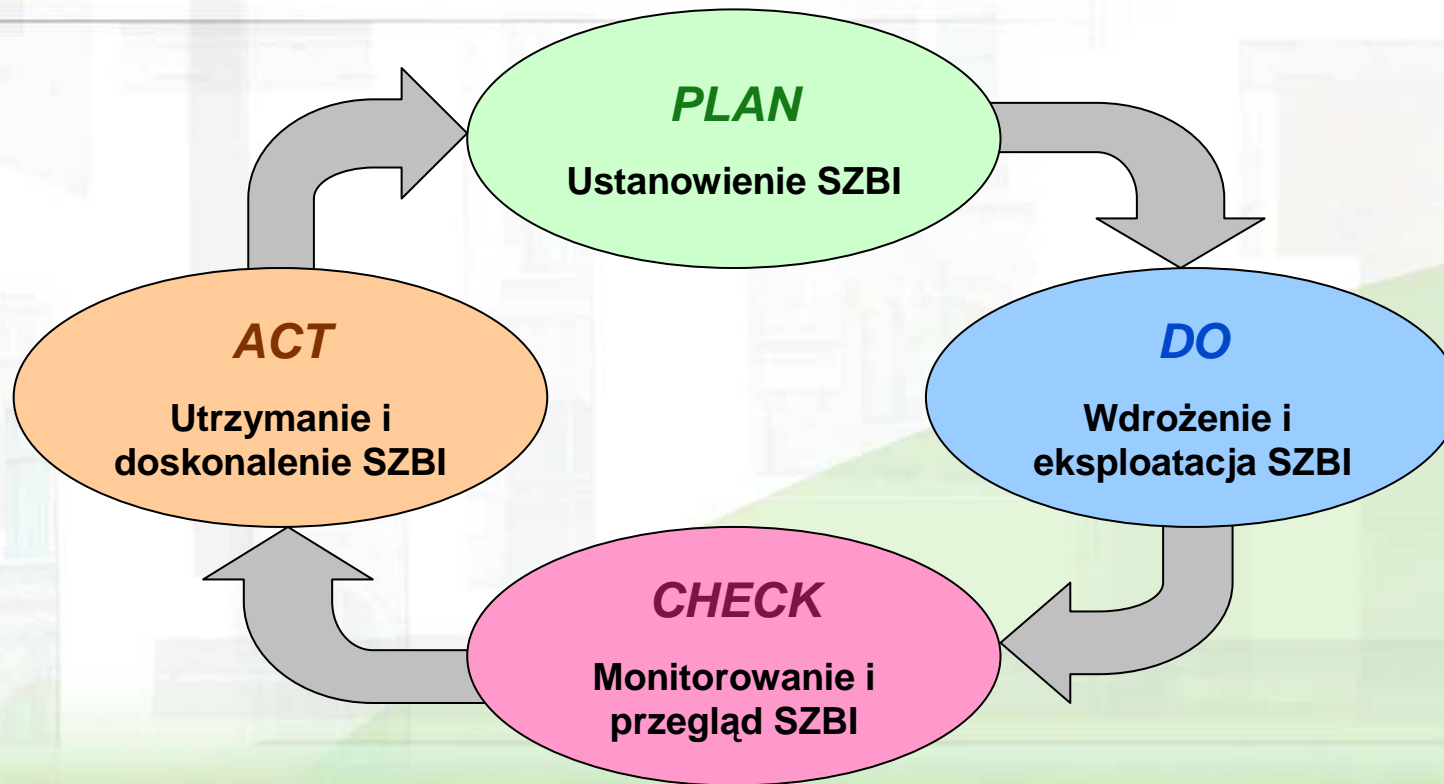 PLAN
Ustanowienie SZBI
DO
Wdrożenie i
eksploatacja SZBI
CHECK
Monitorowanie i
przegląd SZBI
ACT
Utrzymanie i
doskonalenie SZBI